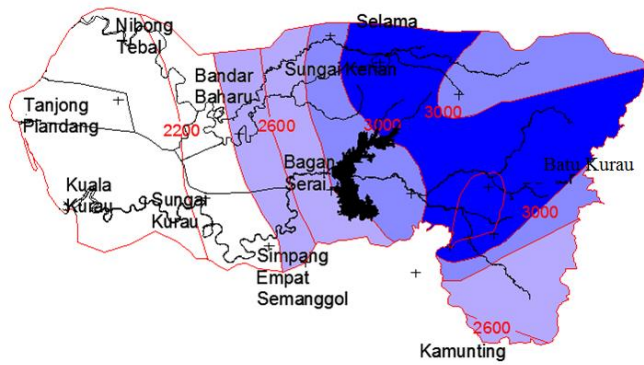 Nibong
Tebal
Selama
Bandar
Baharu
Sungai Kenan
Tanjong
Piandang
2200
2600
3000
3000
Bagan
Serai
Batu Kurau
Kuala
Kurau
Sungai
Kurau
3000
Simpang
Empat
Semanggol
2600
Kamunting